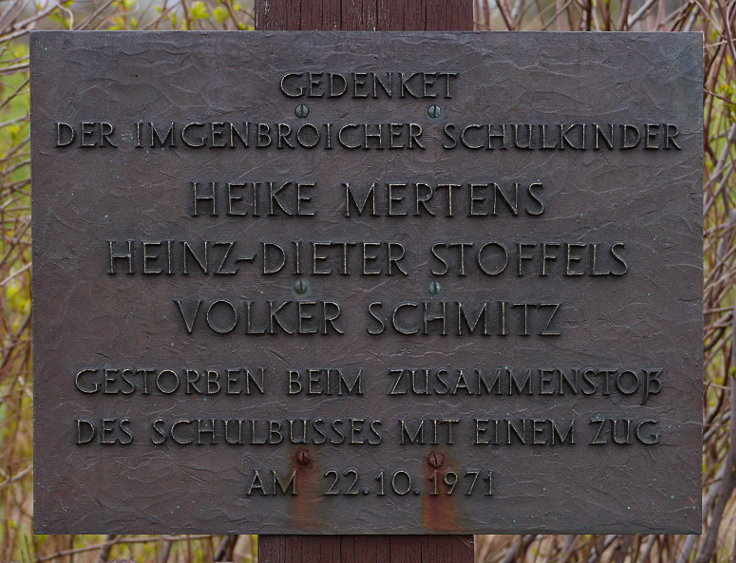 GEDENKET
DER IMGENBROICHER SCHULKINDER
HEIKE MERTENS
HEINZ-DIETER STOFFELS
VOLKER SCHMITZ
GESTORBEN BEIM ZUSAMMENSTOß
DES SCHULBUSSES MIT EINEM ZUG
AM 22.10.1971